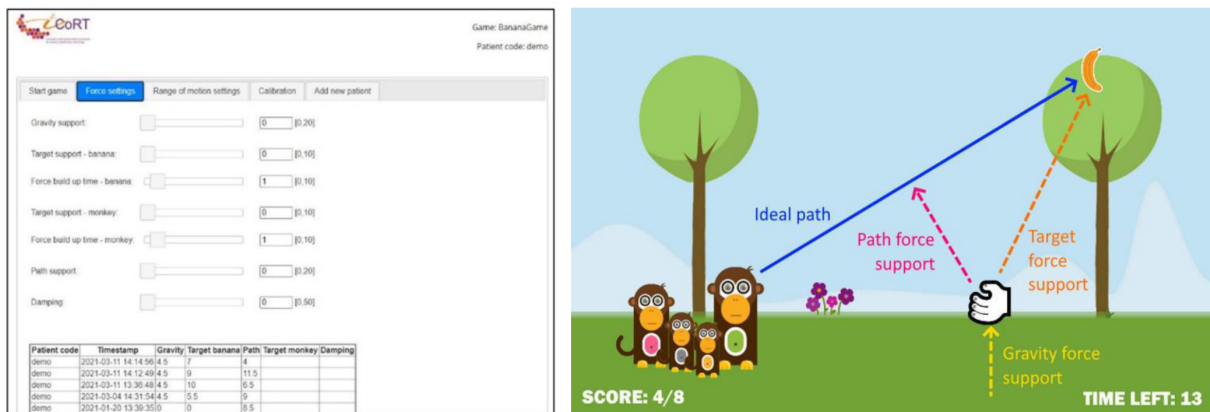 iCoRT
Game: BananaGame
Patient code: demo
Start game Force settings Range of motion settings Calibration Add new patient
Gravity support: 0 [0,20]
Target support - banana: 0 [0,10]
Force build up time - banana: 1 [0,10]
Target support - monkey: 0 [0,10]
Force build up time - monkey: 1 [0,10]
Path support: 0 [0,20]
Damping: 0 [0,50]
Patient code Timestamp Gravity Target banana Path Target monkey Damping
demo 2021-03-11 14:14:56 4.5 7 4
demo 2021-03-11 14:12:49 4.5 9 11.5
demo 2021-03-11 13:36:48 4.5 10 6.5
demo 2021-03-04 14:31:54 4.5 5.5 9
demo 2021-01-20 13:39:35 0 0 8.5
Ideal path
Path force
support
Target
force
support
Gravity force
support
SCORE: 4/8
TIME LEFT: 13